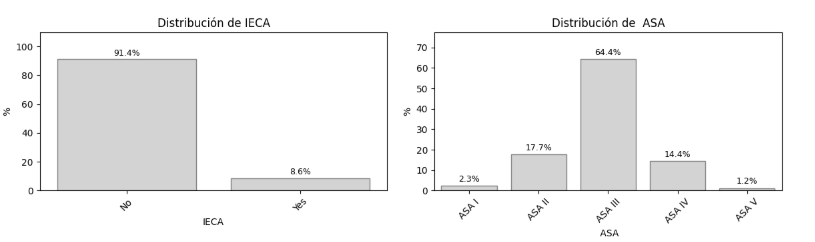 Distribución de IECA
100
80
60
40
20
0
%
91.4%
8.6%
No
Yes
IECA
Distribución de  ASA
70
60
50
40
30
20
10
0
%
2.3%
17.7%
64.4%
14.4%
1.2%
ASA I
ASA II
ASA III
ASA IV
ASA V
ASA